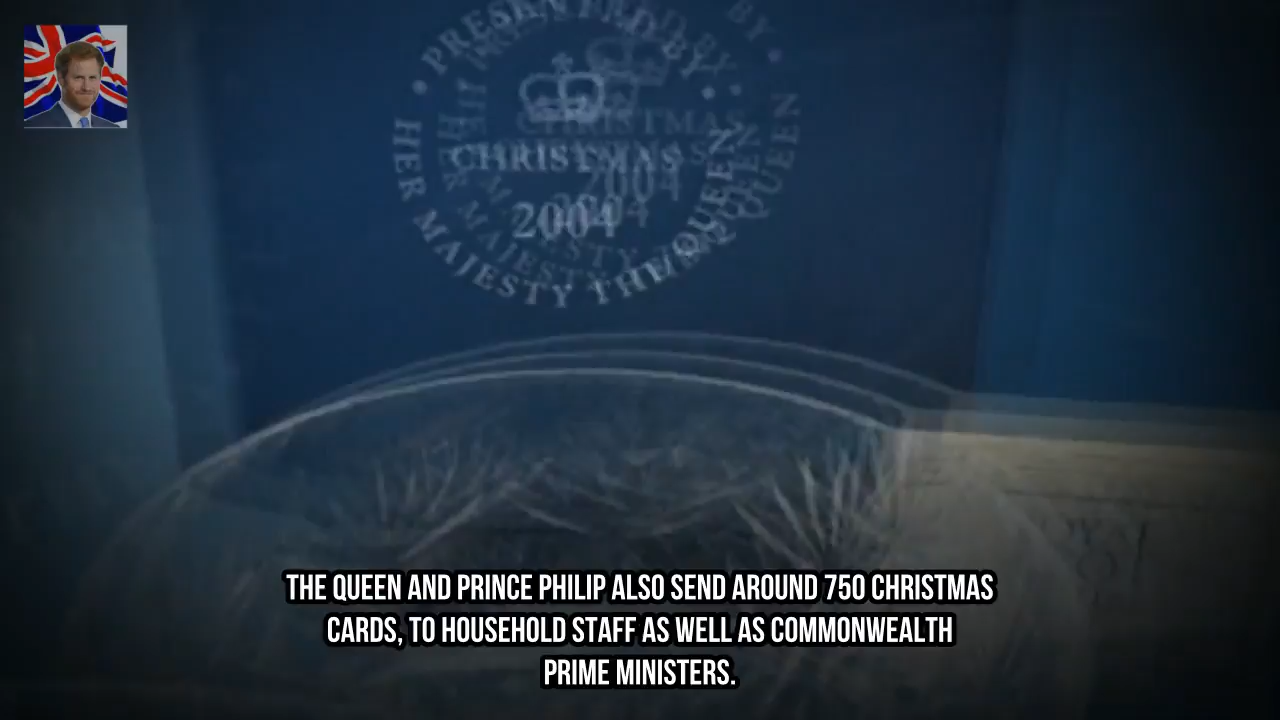 PRESENTED BY
CHRISTMAS
2004
HER MAJESTY THE QUEEN
THE QUEEN AND PRINCE PHILIP ALSO SEND AROUND 750 CHRISTMAS
CARDS, TO HOUSEHOLD STAFF AS WELL AS COMMONWEALTH
PRIME MINISTERS.